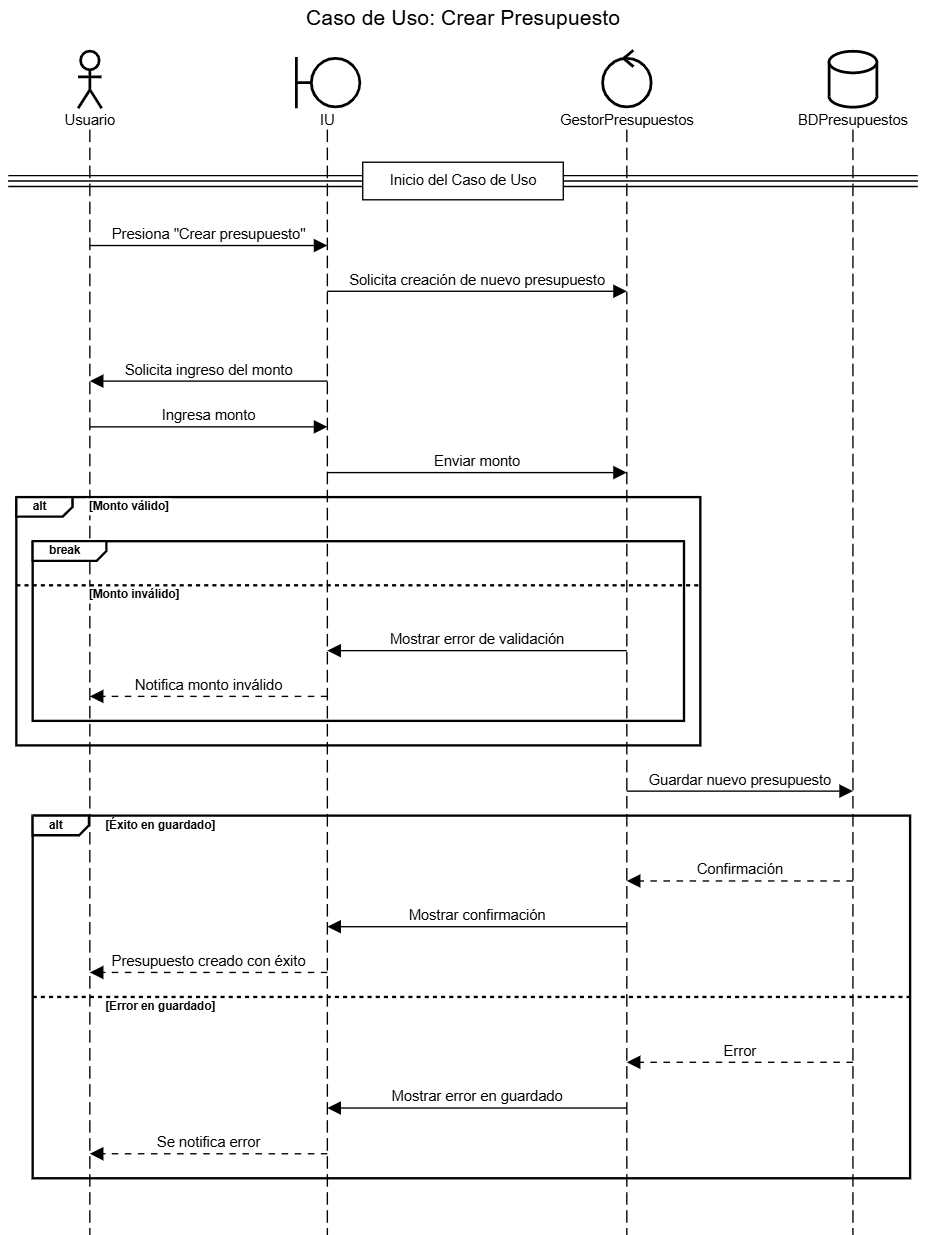 Caso de Uso: Crear Presupuesto
Usuario
IU
GestorPresupuestos
BDPresupuestos
Inicio del Caso de Uso
Presiona "Crear presupuesto"
Solicita creación de nuevo presupuesto
Solicita ingreso del monto
Ingresa monto
Enviar monto
alt [Monto válido]
break
[Monto inválido]
Mostrar error de validación
Notifica monto inválido
Guardar nuevo presupuesto
alt [Éxito en guardado]
Confirmación
Mostrar confirmación
Presupuesto creado con éxito
[Error en guardado]
Error
Mostrar error en guardado
Se notifica error